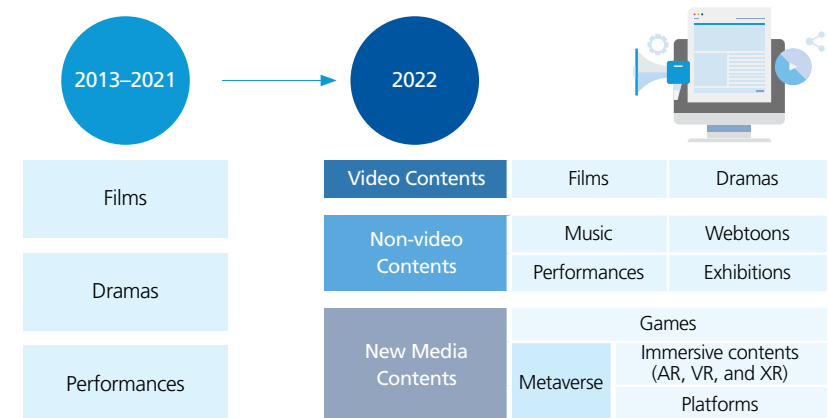 2013–2021
2022
Films
Dramas
Performances
Video Contents
Films
Dramas
Non-video
Contents
Music
Webtoons
Performances
Exhibitions
New Media
Contents
Games
Metaverse
Immersive contents
(AR, VR, and XR)
Platforms